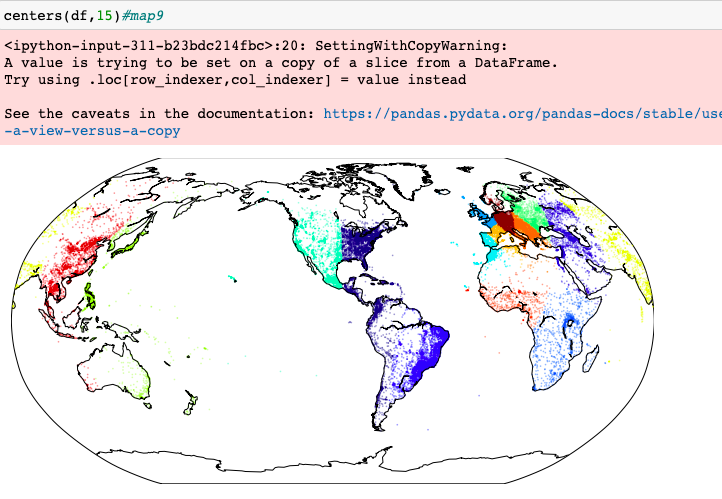 centers(df,15)#map9
<ipython-input-311-b23bdc214fbc>:20: SettingWithCopyWarning:
A value is trying to be set on a copy of a slice from a DataFrame.
Try using .loc[row_indexer,col_indexer] = value instead
See the caveats in the documentation: https://pandas.pydata.org/pandas-docs/stable/use
-a-view-versus-a-copy